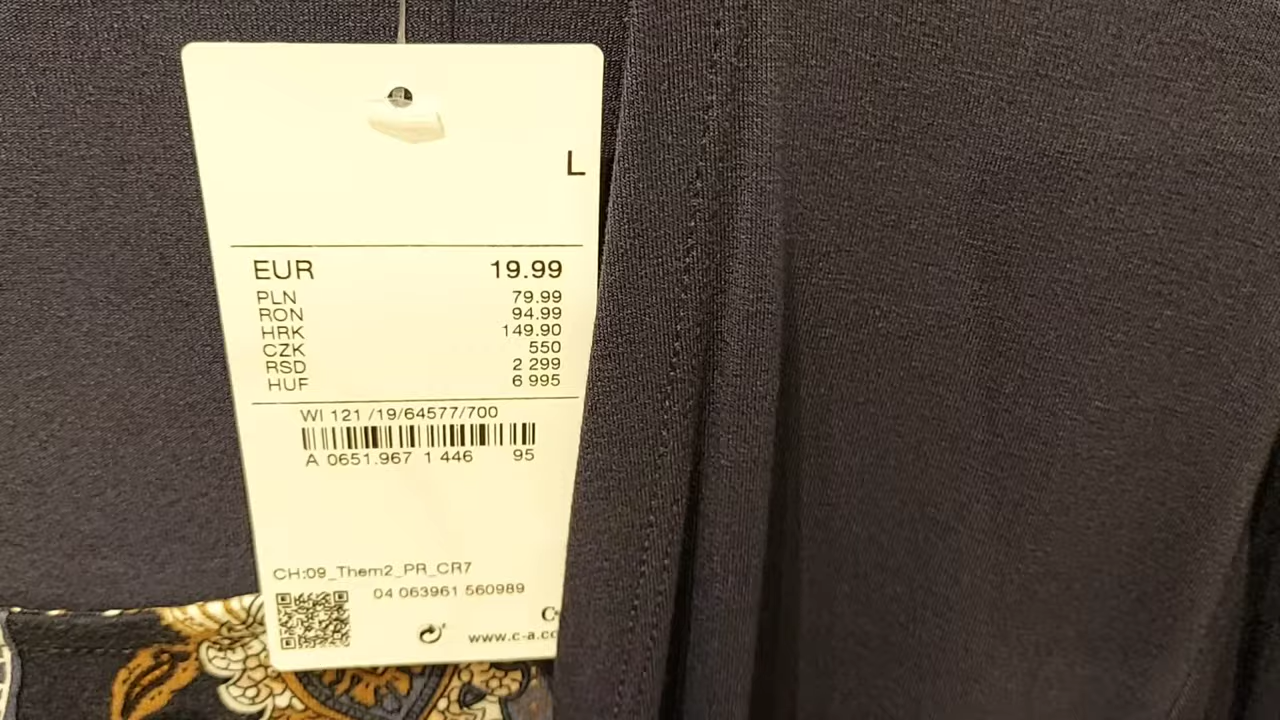 L
EUR 19.99
PLN 79.99
RON 94.99
HRK 149.90
CZK 550
RSD 2 299
HUF 6 995
WI 121 /19/64577/700
A 0651.967 1 446 95
CH:09_Them2_PR_CR7
04 063961 560989
C
www.c-a.co